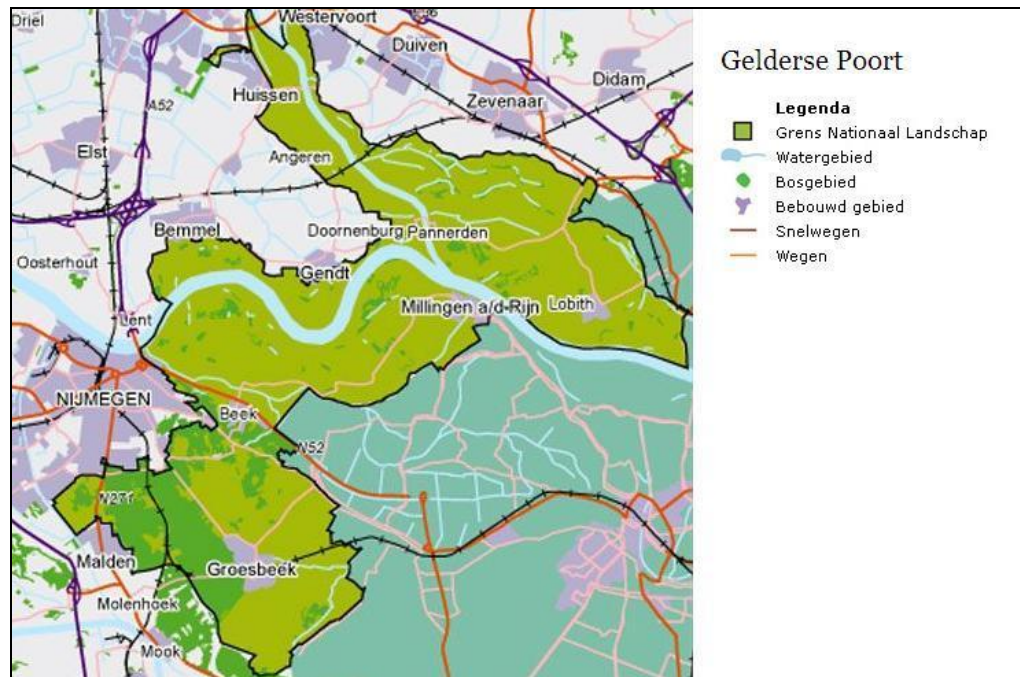 Driel
Westervoort
Duiven
Didam
Huissen
Zevenaar
A52
Elst
Angeren
Bemmel
Doornenburg
Pannerden
Oosterhout
Gendt
Millingen a/d-Rijn
Lobith
Lent
NIJMEGEN
Beek
N52
N271
Malden
Groesbeek
Molenhoek
Mook
Gelderse Poort
Legenda
Grens Nationaal Landschap
Watergebied
Bosgebied
Bebouwd gebied
Snelwegen
Wegen